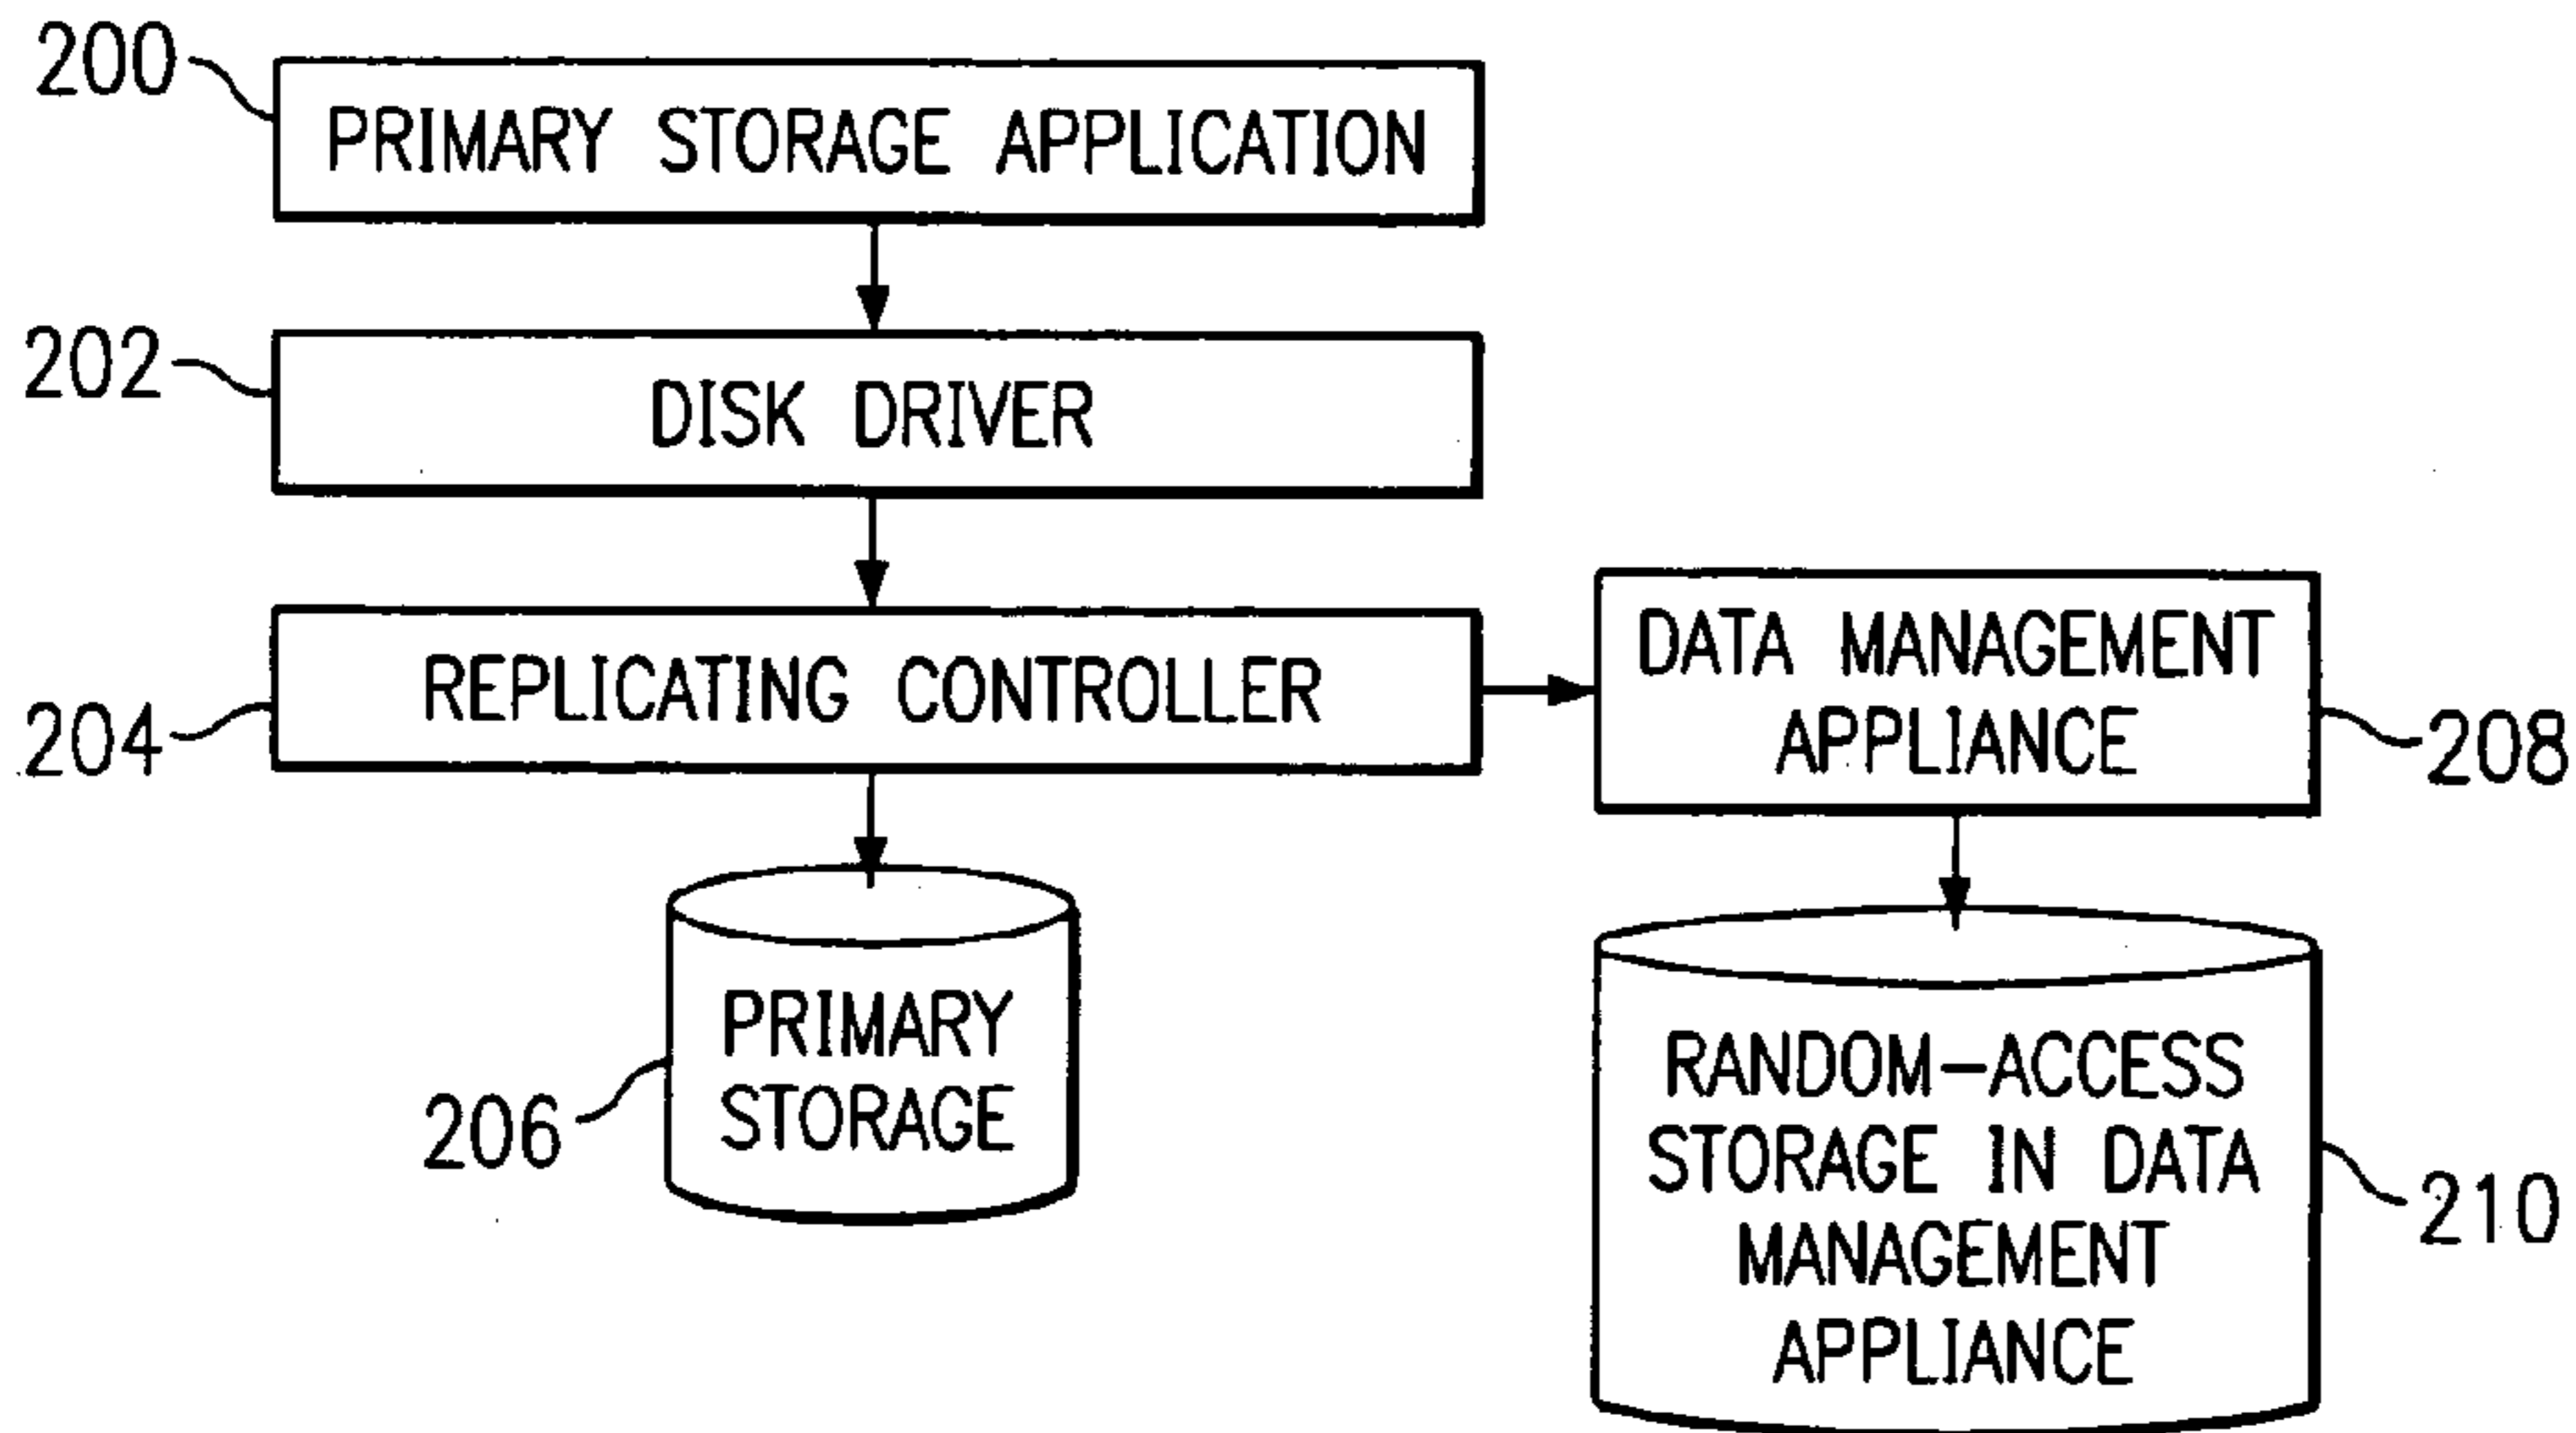 200
PRIMARY STORAGE APPLICATION
202
DISK DRIVER
204
REPLICATING CONTROLLER
DATA MANAGEMENT
APPLIANCE
208
206
PRIMARY
STORAGE
RANDOM-ACCESS
STORAGE IN DATA
MANAGEMENT
APPLIANCE
210